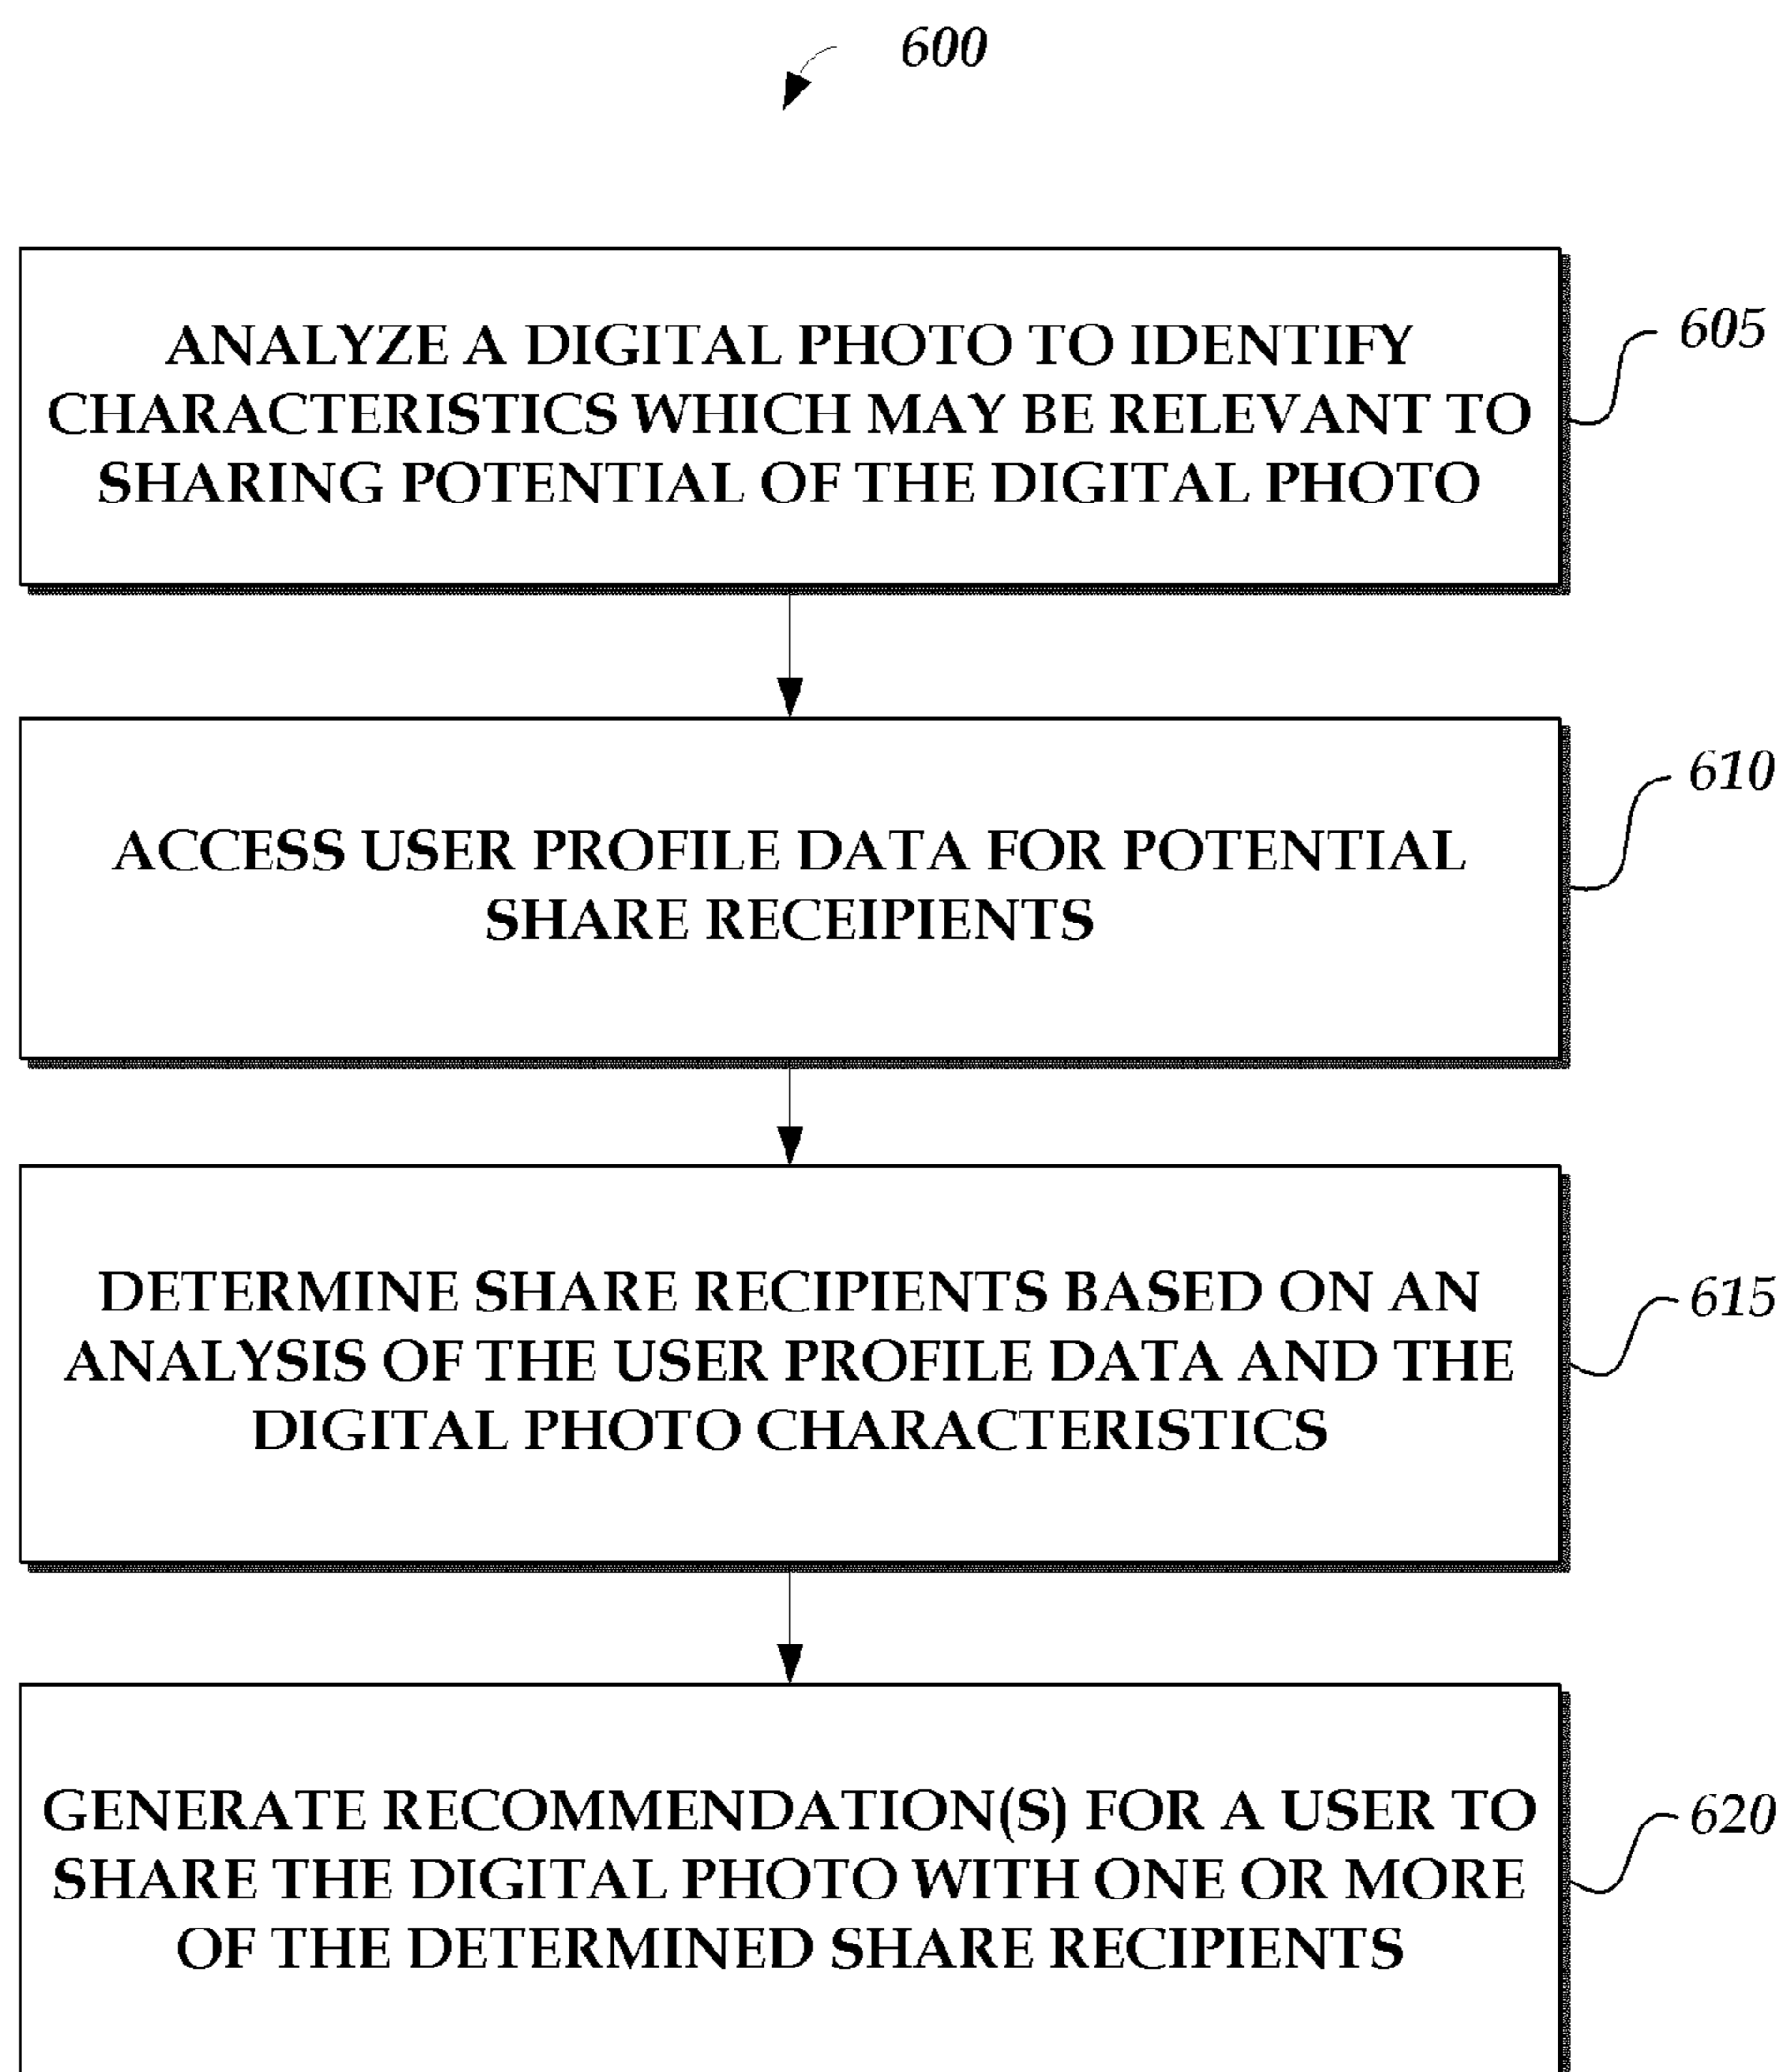 600
ANALYZE A DIGITAL PHOTO TO IDENTIFY
CHARACTERISTICS WHICH MAY BE RELEVANT TO
SHARING POTENTIAL OF THE DIGITAL PHOTO
605
ACCESS USER PROFILE DATA FOR POTENTIAL
SHARE RECEIPIENTS
610
DETERMINE SHARE RECIPIENTS BASED ON AN
ANALYSIS OF THE USER PROFILE DATA AND THE
DIGITAL PHOTO CHARACTERISTICS
615
GENERATE RECOMMENDATION(S) FOR A USER TO
SHARE THE DIGITAL PHOTO WITH ONE OR MORE
OF THE DETERMINED SHARE RECIPIENTS
620